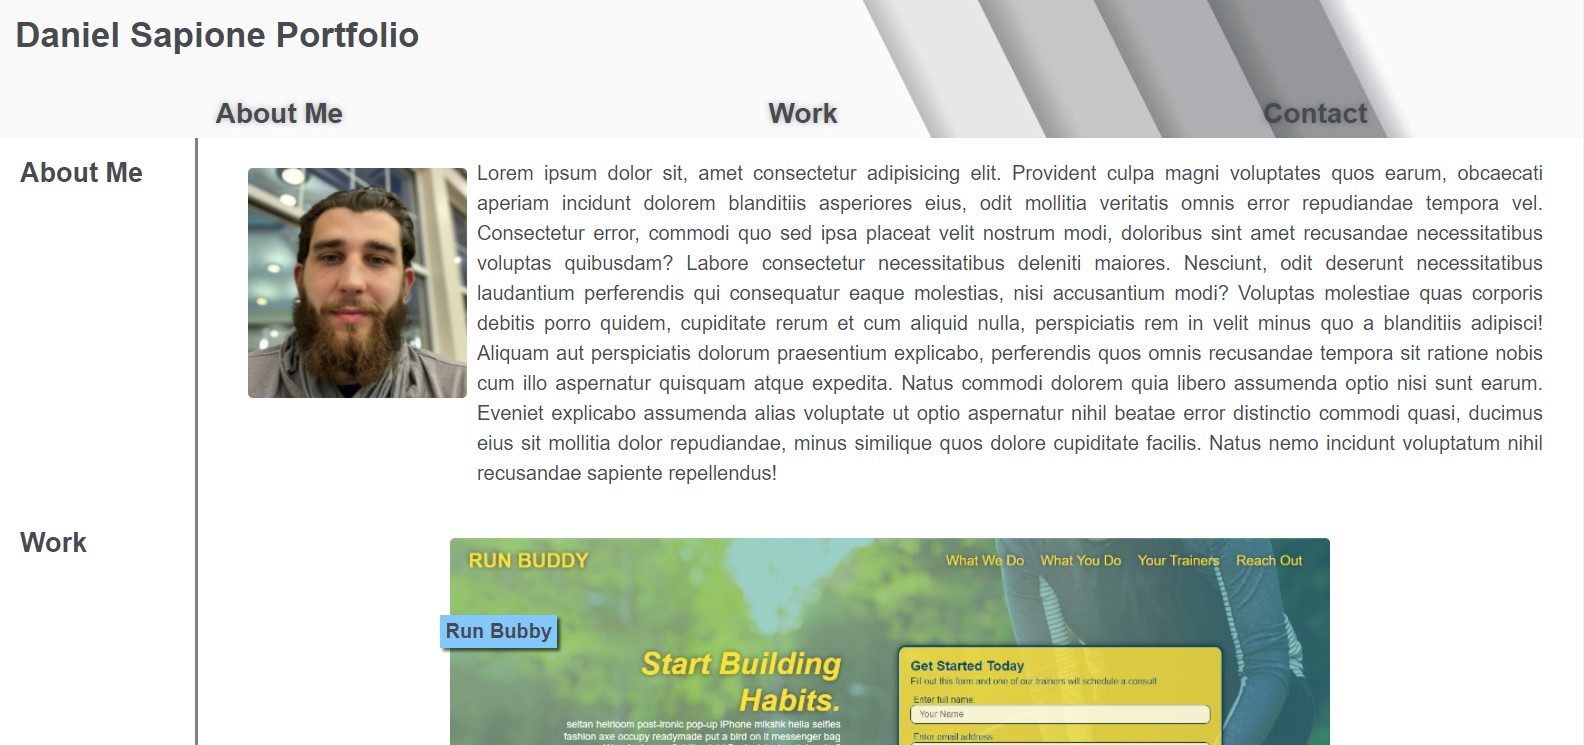 Daniel Sapione Portfolio
About Me
Work
Contact
About Me
Lorem ipsum dolor sit, amet consectetur adipisicing elit. Provident culpa magni voluptates quos earum, obcaecati
aperiam incidunt dolorem blanditiis asperiores eius, odit mollitia veritatis omnis error repudiandae tempora vel.
Consectetur error, commodi quo sed ipsa placeat velit nostrum modi, doloribus sint amet recusandae necessitatibus
voluptas quibusdam? Labore consectetur necessitatibus deleniti maiores. Nesciunt, odit deserunt necessitatibus
laudantium perferendis qui consequatur eaque molestias, nisi accusantium modi? Voluptas molestiae quas corporis
debitis porro quidem, cupiditate rerum et cum aliquid nulla, perspiciatis rem in velit minus quo a blanditiis adipisci!
Aliquam aut perspiciatis dolorum praesentium explicabo, perferendis quos omnis recusandae tempora sit ratione nobis
cum illo aspernatur quisquam atque expedita. Natus commodi dolorem quia libero assumenda optio nisi sunt earum.
Eveniet explicabo assumenda alias voluptate ut optio aspernatur nihil beatae error distinctio commodi quasi, ducimus
eius sit mollitia dolor repudiandae, minus similique quos dolore cupiditate facilis. Natus nemo incidunt voluptatum nihil
recusandae sapiente repellendus!
Work
RUN BUDDY
What We Do
What You Do
Your Trainers
Reach Out
Run Bubby
Start Building
Habits.
seitan heirloom post-ironic pop-up iPhone mlkshk hella selfies
fashion axe occupy readymade put a bird on it messenger bag
Get Started Today
Fill out this form and one of our trainers will schedule a consult.
Enter full name:
Your Name
Enter email address: